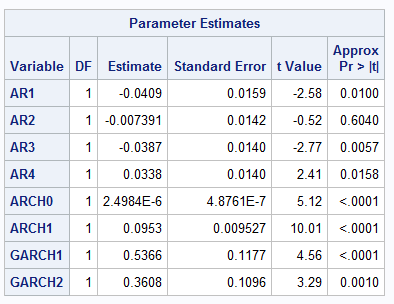 Parameter Estimates
Variable DF Estimate Standard Error t Value Approx Pr > |t|
AR1 1 -0.0409 0.0159 -2.58 0.0100
AR2 1 -0.007391 0.0142 -0.52 0.6040
AR3 1 -0.0387 0.0140 -2.77 0.0057
AR4 1 0.0338 0.0140 2.41 0.0158
ARCH0 1 2.4984E-6 4.8761E-7 5.12 <.0001
ARCH1 1 0.0953 0.009527 10.01 <.0001
GARCH1 1 0.5366 0.1177 4.56 <.0001
GARCH2 1 0.3608 0.1096 3.29 0.0010